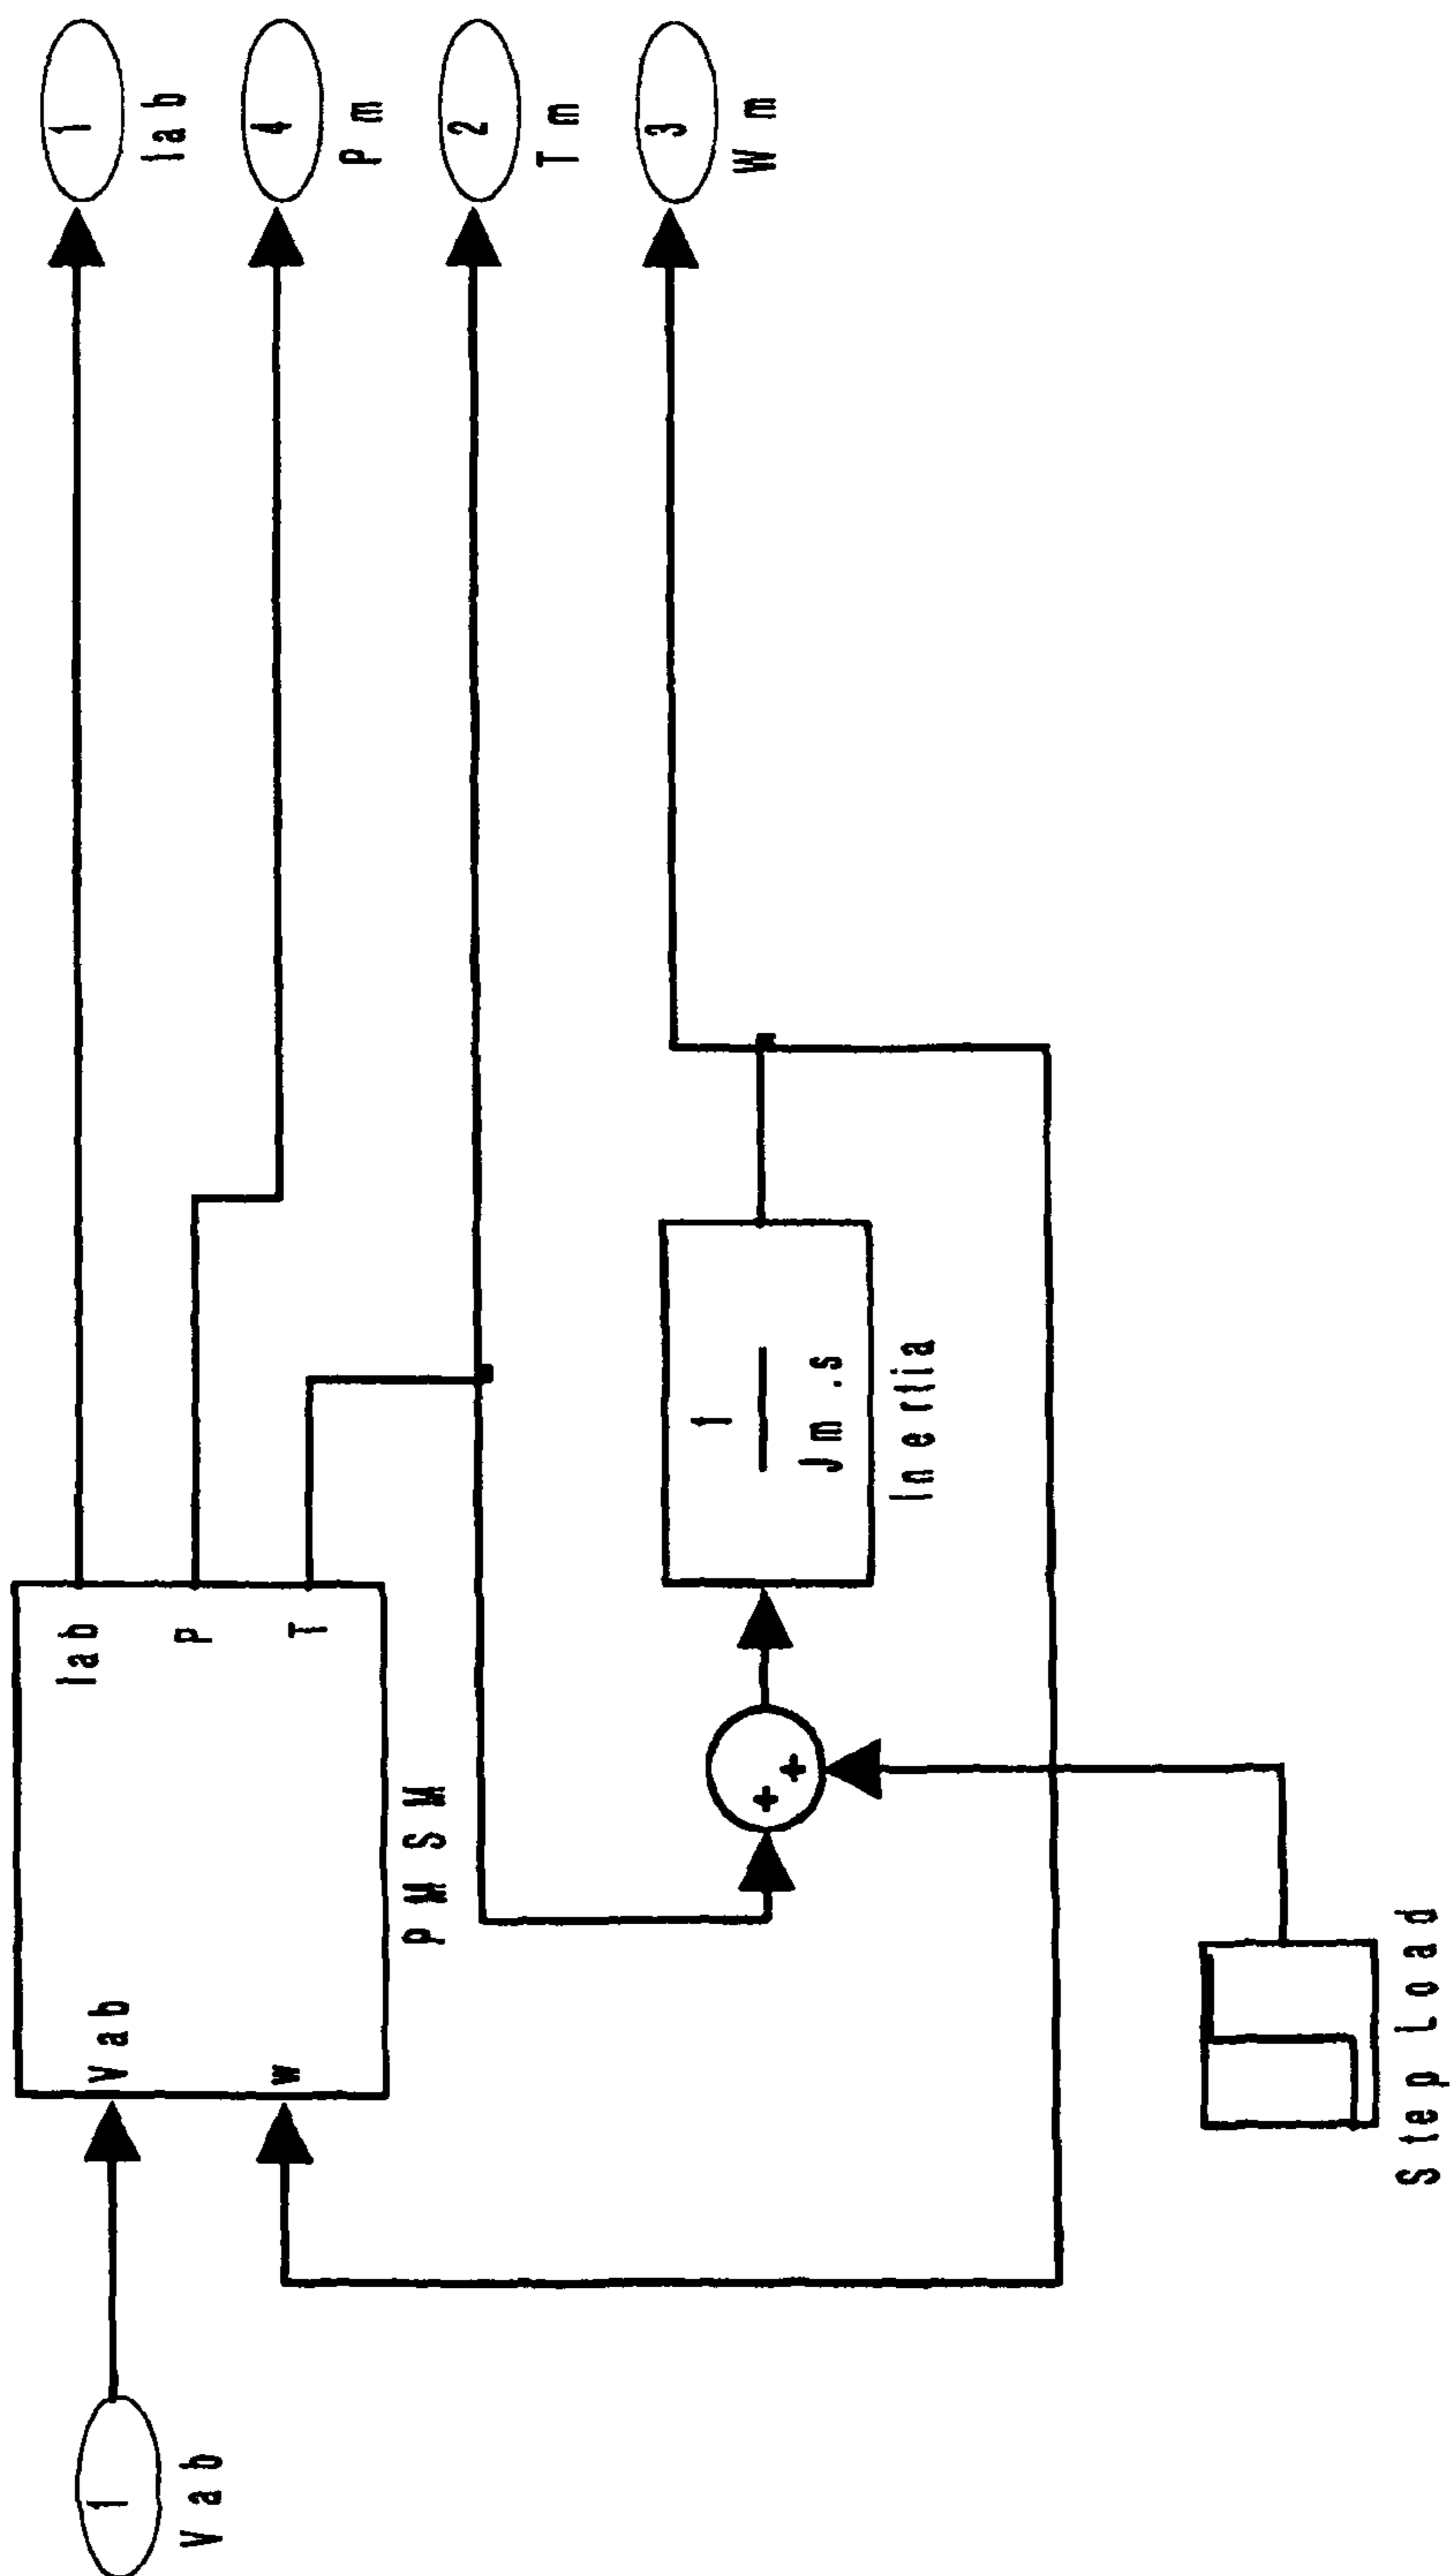 1
Iab
4
Pm
2
Tm
3
Wm
Iab
P
T
Vab
w
PMSM
1
Vab
1
Jm.s
Inertia
+
+
Step Load